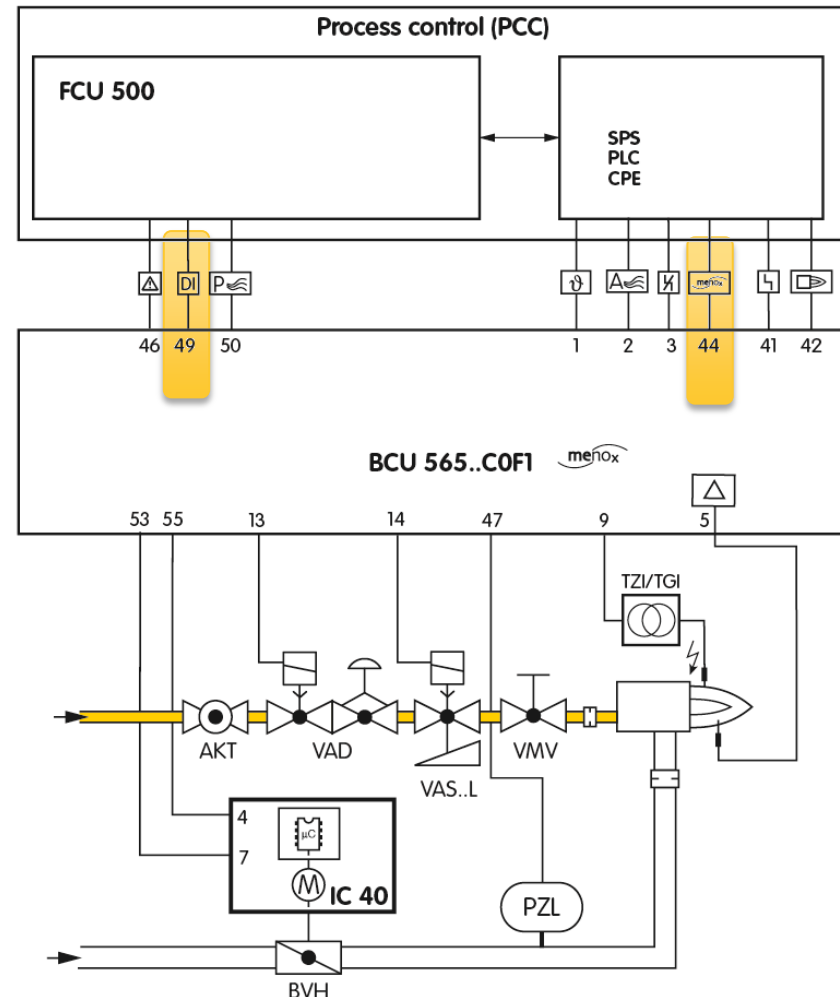 Process control (PCC)
FCU 500
SPS
PLC
CPE
DI
P
ϑ
A
menox
46 49 50 1 2 3 44 41 42
BCU 565..C0F1 menox
53 55 13 14 47 9 5
TZI/TGI
AKT VAD VAS..L VMV
4
µC
7
M
IC 40
PZL
BVH